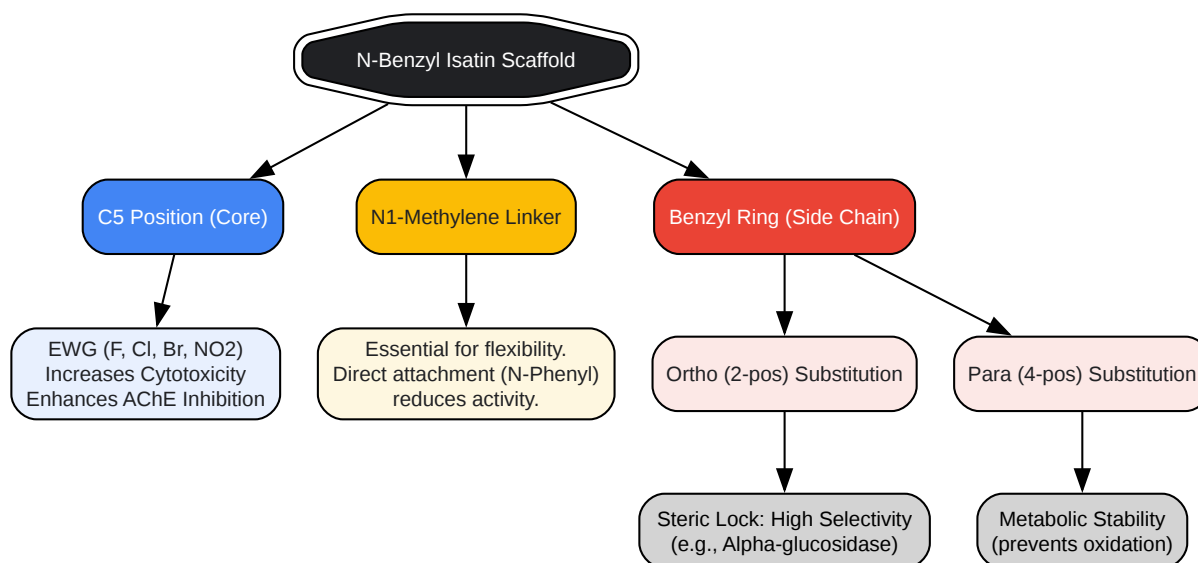 N-Benzyl Isatin Scaffold
C5 Position (Core)
N1-Methylene Linker
Benzyl Ring (Side Chain)
EWG (F, Cl, Br, NO2)
Increases Cytotoxicity
Enhances AChE Inhibition
Essential for flexibility.
Direct attachment (N-Phenyl)
reduces activity.
Ortho (2-pos) Substitution
Para (4-pos) Substitution
Steric Lock: High Selectivity
(e.g., Alpha-glucosidase)
Metabolic Stability
(prevents oxidation)